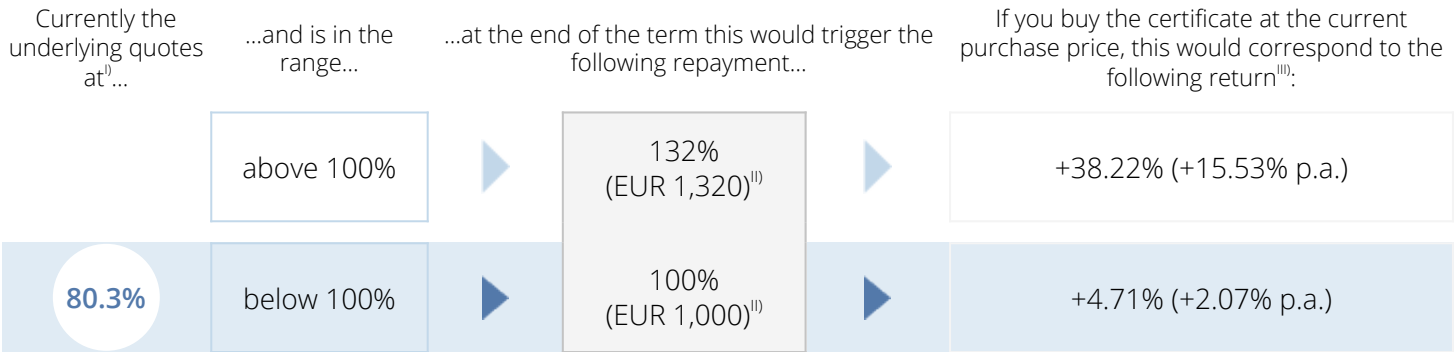 Currently the
underlying quotes
at^I)...
...and is in the
range...
...at the end of the term this would trigger the
following repayment...
If you buy the certificate at the current
purchase price, this would correspond to the
following return^III):
above 100%
132%
(EUR 1,320)^II)
+38.22% (+15.53% p.a.)
80.3%
below 100%
100%
(EUR 1,000)^II)
+4.71% (+2.07% p.a.)